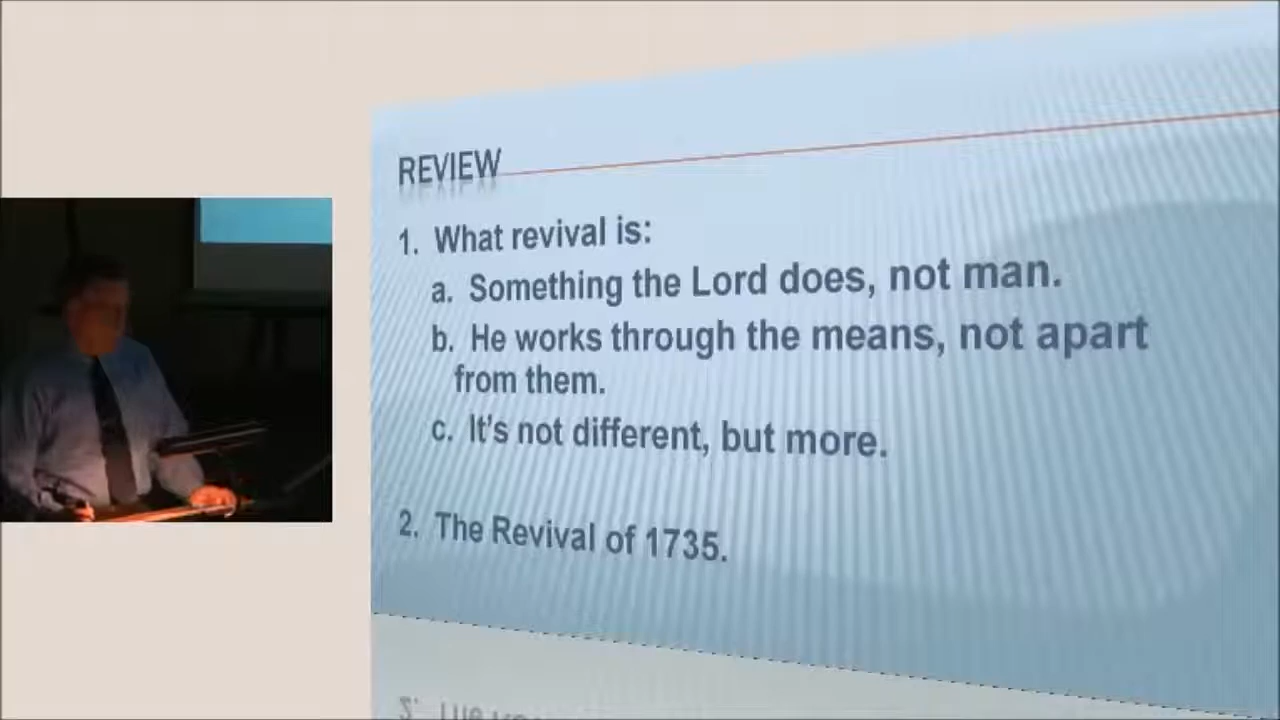 REVIEW
1. What revival is:
a. Something the Lord does, not man.
b. He works through the means, not apart
from them.
c. It's not different, but more.
2. The Revival of 1735.